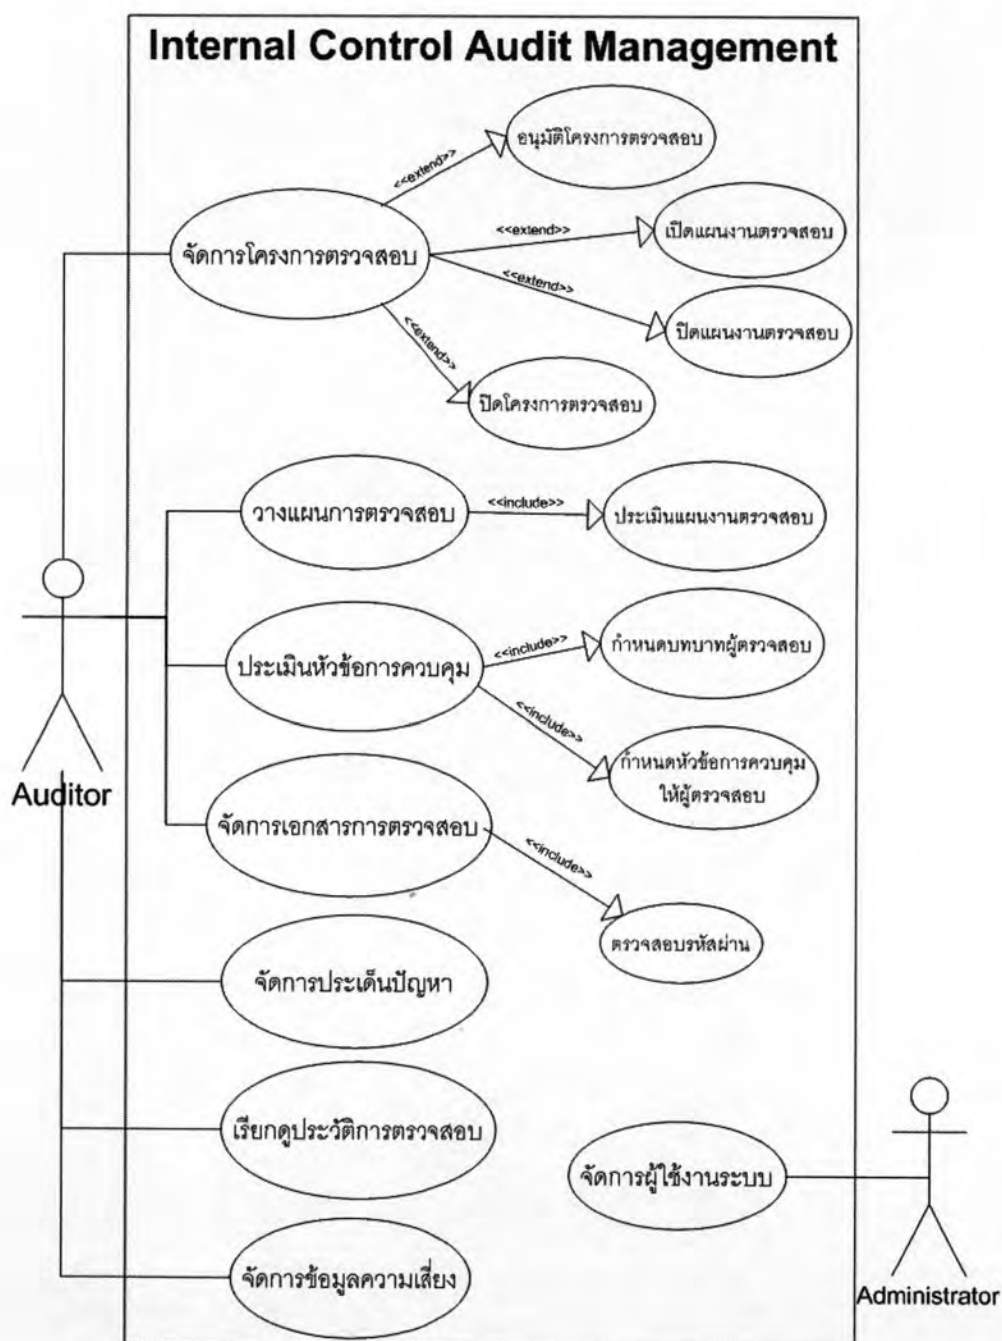 Internal Control Audit Management
อนุมัติโครงการตรวจสอบ
<<extend>>
เปิดแผนงานตรวจสอบ
<<extend>>
จัดการโครงการตรวจสอบ
<<extend>>
ปิดแผนงานตรวจสอบ
<<extend>>
ปิดโครงการตรวจสอบ
วางแผนการตรวจสอบ
<<include>>
ประเมินแผนงานตรวจสอบ
ประเมินหัวข้อการควบคุม
<<include>>
กำหนดบทบาทผู้ตรวจสอบ
<<include>>
กำหนดหัวข้อการควบคุม
ให้ผู้ตรวจสอบ
Auditor
จัดการเอกสารการตรวจสอบ
<<include>>
ตรวจสอบรหัสผ่าน
จัดการประเด็นปัญหา
เรียกดูประวัติการตรวจสอบ
จัดการผู้ใช้งานระบบ
จัดการข้อมูลความเสี่ยง
Administrator